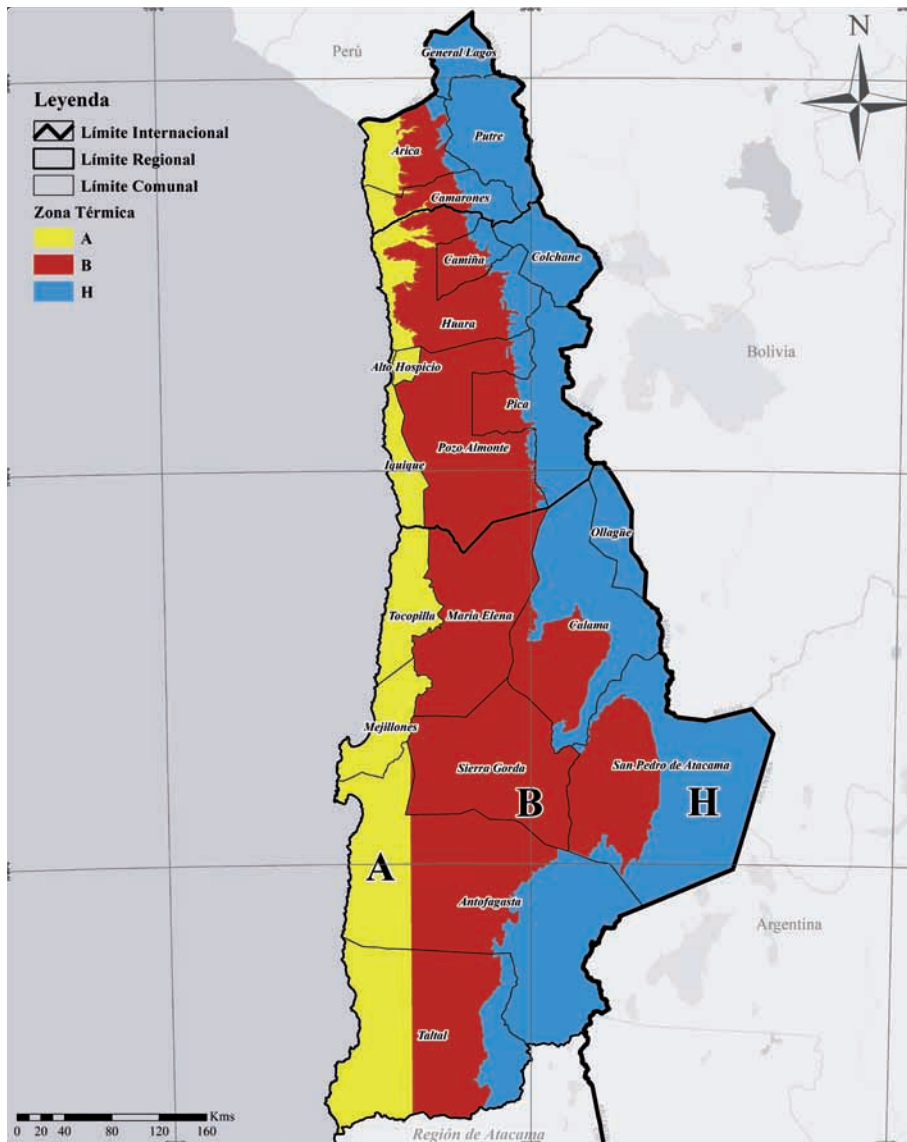 Perú
N
General Lagos
Leyenda
Límite Internacional
Límite Regional
Límite Comunal
Zona Térmica
A
B
H
Putre
Arica
Camarones
Colchane
Camiña
Huara
Bolivia
Alto Hospicio
Pica
Pozo Almonte
Iquique
Ollagüe
Tocopilla
María Elena
Calama
Mejillones
Sierra Gorda
San Pedro de Atacama
B
H
A
Antofagasta
Argentina
Taltal
Kms
0 20 40 80 120 160
Región de Atacama